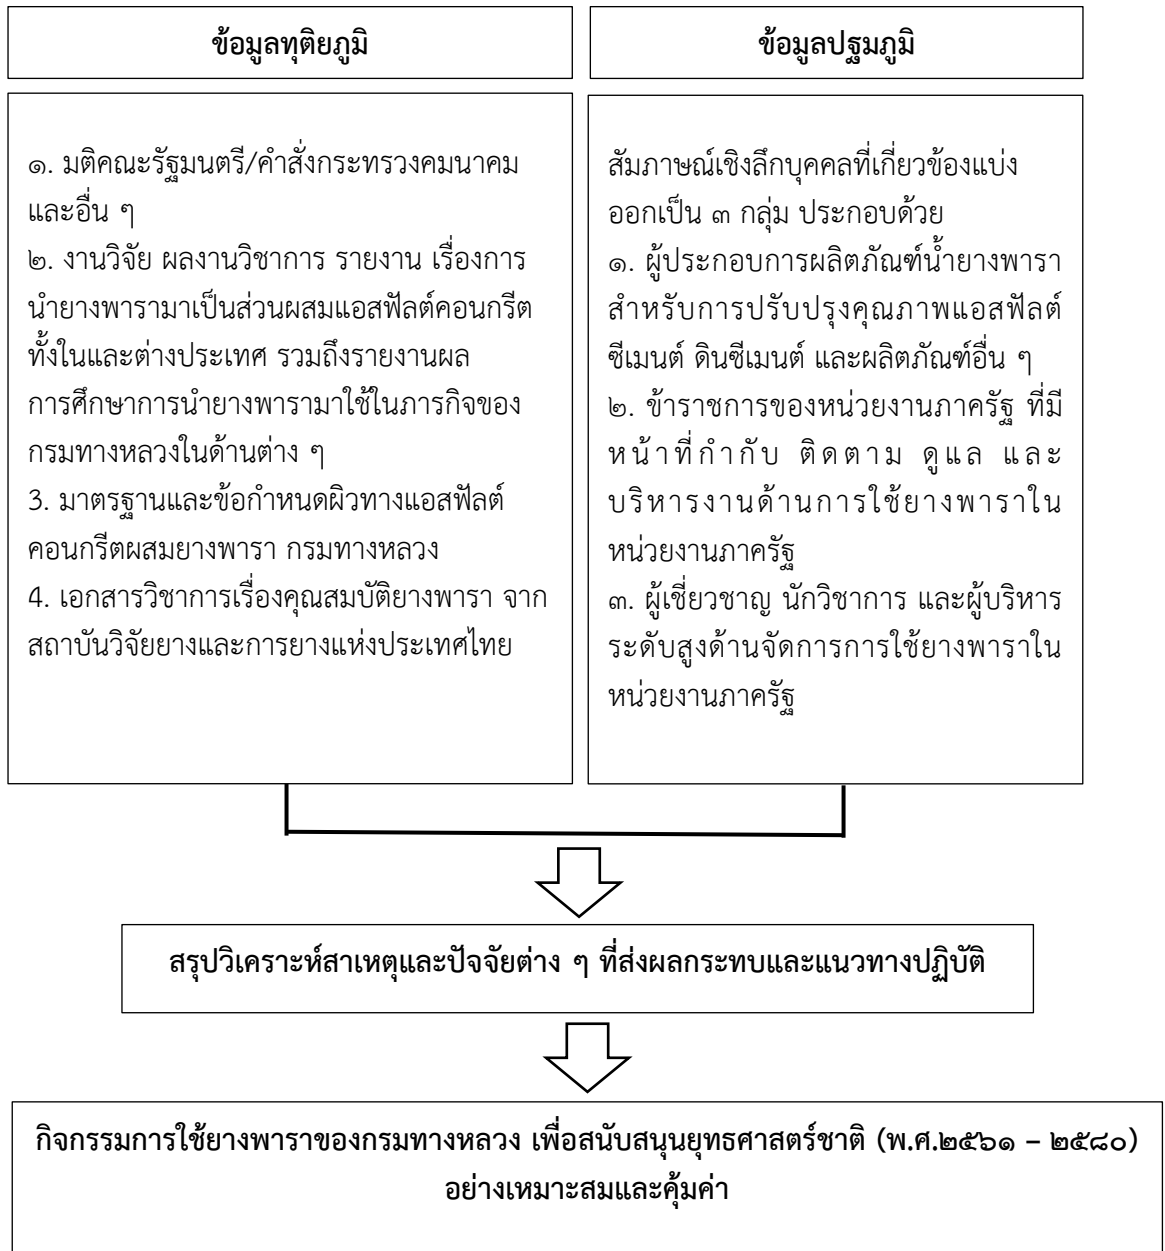 ข้อมูลทุติยภูมิ
ข้อมูลปฐมภูมิ
๑. มติคณะรัฐมนตรี/คำสั่งกระทรวงคมนาคม
และอื่น ๆ
๒. งานวิจัย ผลงานวิชาการ รายงาน เรื่องการ
นำยางพารามาเป็นส่วนผสมแอสฟัลต์คอนกรีต
ทั้งในและต่างประเทศ รวมถึงรายงานผล
การศึกษาการนำยางพารามาใช้ในภารกิจของ
กรมทางหลวงในด้านต่าง ๆ
3. มาตรฐานและข้อกำหนดผิวทางแอสฟัลต์
คอนกรีตผสมยางพารา กรมทางหลวง
4. เอกสารวิชาการเรื่องคุณสมบัติยางพารา จาก
สถาบันวิจัยยางและการยางแห่งประเทศไทย
สัมภาษณ์เชิงลึกบุคคลที่เกี่ยวข้องแบ่ง
ออกเป็น ๓ กลุ่ม ประกอบด้วย
๑. ผู้ประกอบการผลิตภัณฑ์น้ำยางพารา
สำหรับการปรับปรุงคุณภาพแอสฟัลต์
ซีเมนต์ ดินซีเมนต์ และผลิตภัณฑ์อื่น ๆ
๒. ข้าราชการของหน่วยงานภาครัฐ ที่มี
หน้าที่กำกับ ติดตาม ดูแล และ
บริหารงานด้านการใช้ยางพาราใน
หน่วยงานภาครัฐ
๓. ผู้เชี่ยวชาญ นักวิชาการ และผู้บริหาร
ระดับสูงด้านจัดการการใช้ยางพาราใน
หน่วยงานภาครัฐ
สรุปวิเคราะห์สาเหตุและปัจจัยต่าง ๆ ที่ส่งผลกระทบและแนวทางปฏิบัติ
กิจกรรมการใช้ยางพาราของกรมทางหลวง เพื่อสนับสนุนยุทธศาสตร์ชาติ (พ.ศ.๒๕๖๑ – ๒๕๘๐)
อย่างเหมาะสมและคุ้มค่า